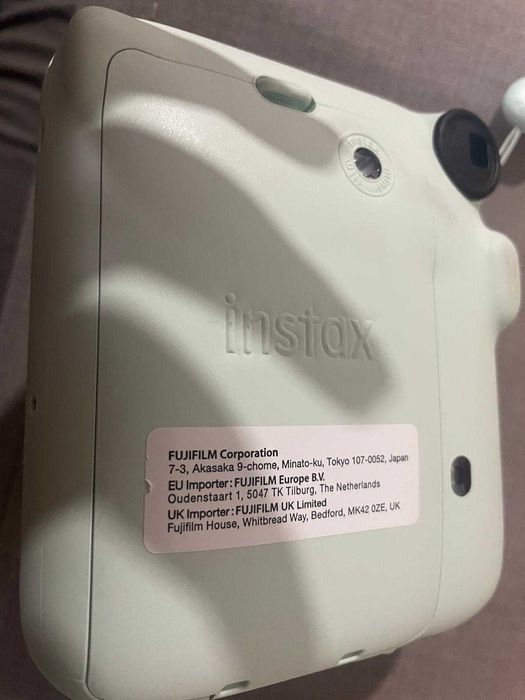 instax
FUJIFILM Corporation
7-3, Akasaka 9-chome, Minato-ku, Tokyo 107-0052, Japan
EU Importer: FUJIFILM Europe B.V.
Oudenstaart 1, 5047 TK Tilburg, The Netherlands
UK Importer: FUJIFILM UK Limited
Fujifilm House, Whitbread Way, Bedford, MK42 0ZE, UK